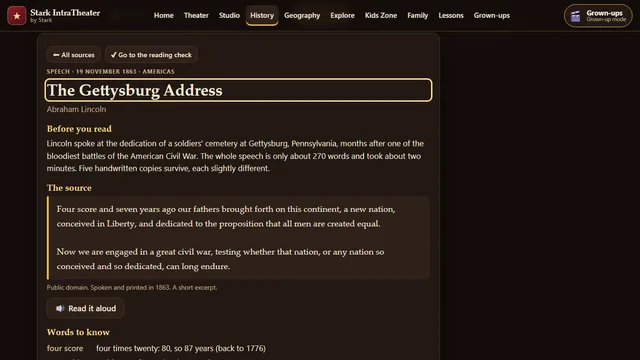 Stark IntraTheater
by Stark
Home Theater Studio History Geography Explore Kids Zone Family Lessons Grown-ups
Grown-ups
Grown-up mode
← All sources ✓ Go to the reading check
SPEECH · 19 NOVEMBER 1863 · AMERICAS
The Gettysburg Address
Abraham Lincoln
Before you read
Lincoln spoke at the dedication of a soldiers' cemetery at Gettysburg, Pennsylvania, months after one of the
bloodiest battles of the American Civil War. The whole speech is only about 270 words and took about two
minutes. Five handwritten copies survive, each slightly different.
The source
Four score and seven years ago our fathers brought forth on this continent, a new nation,
conceived in Liberty, and dedicated to the proposition that all men are created equal.
Now we are engaged in a great civil war, testing whether that nation, or any nation so
conceived and so dedicated, can long endure.
Public domain. Spoken and printed in 1863. A short excerpt.
Read it aloud
Words to know
four score four times twenty: 80, so 87 years (back to 1776)